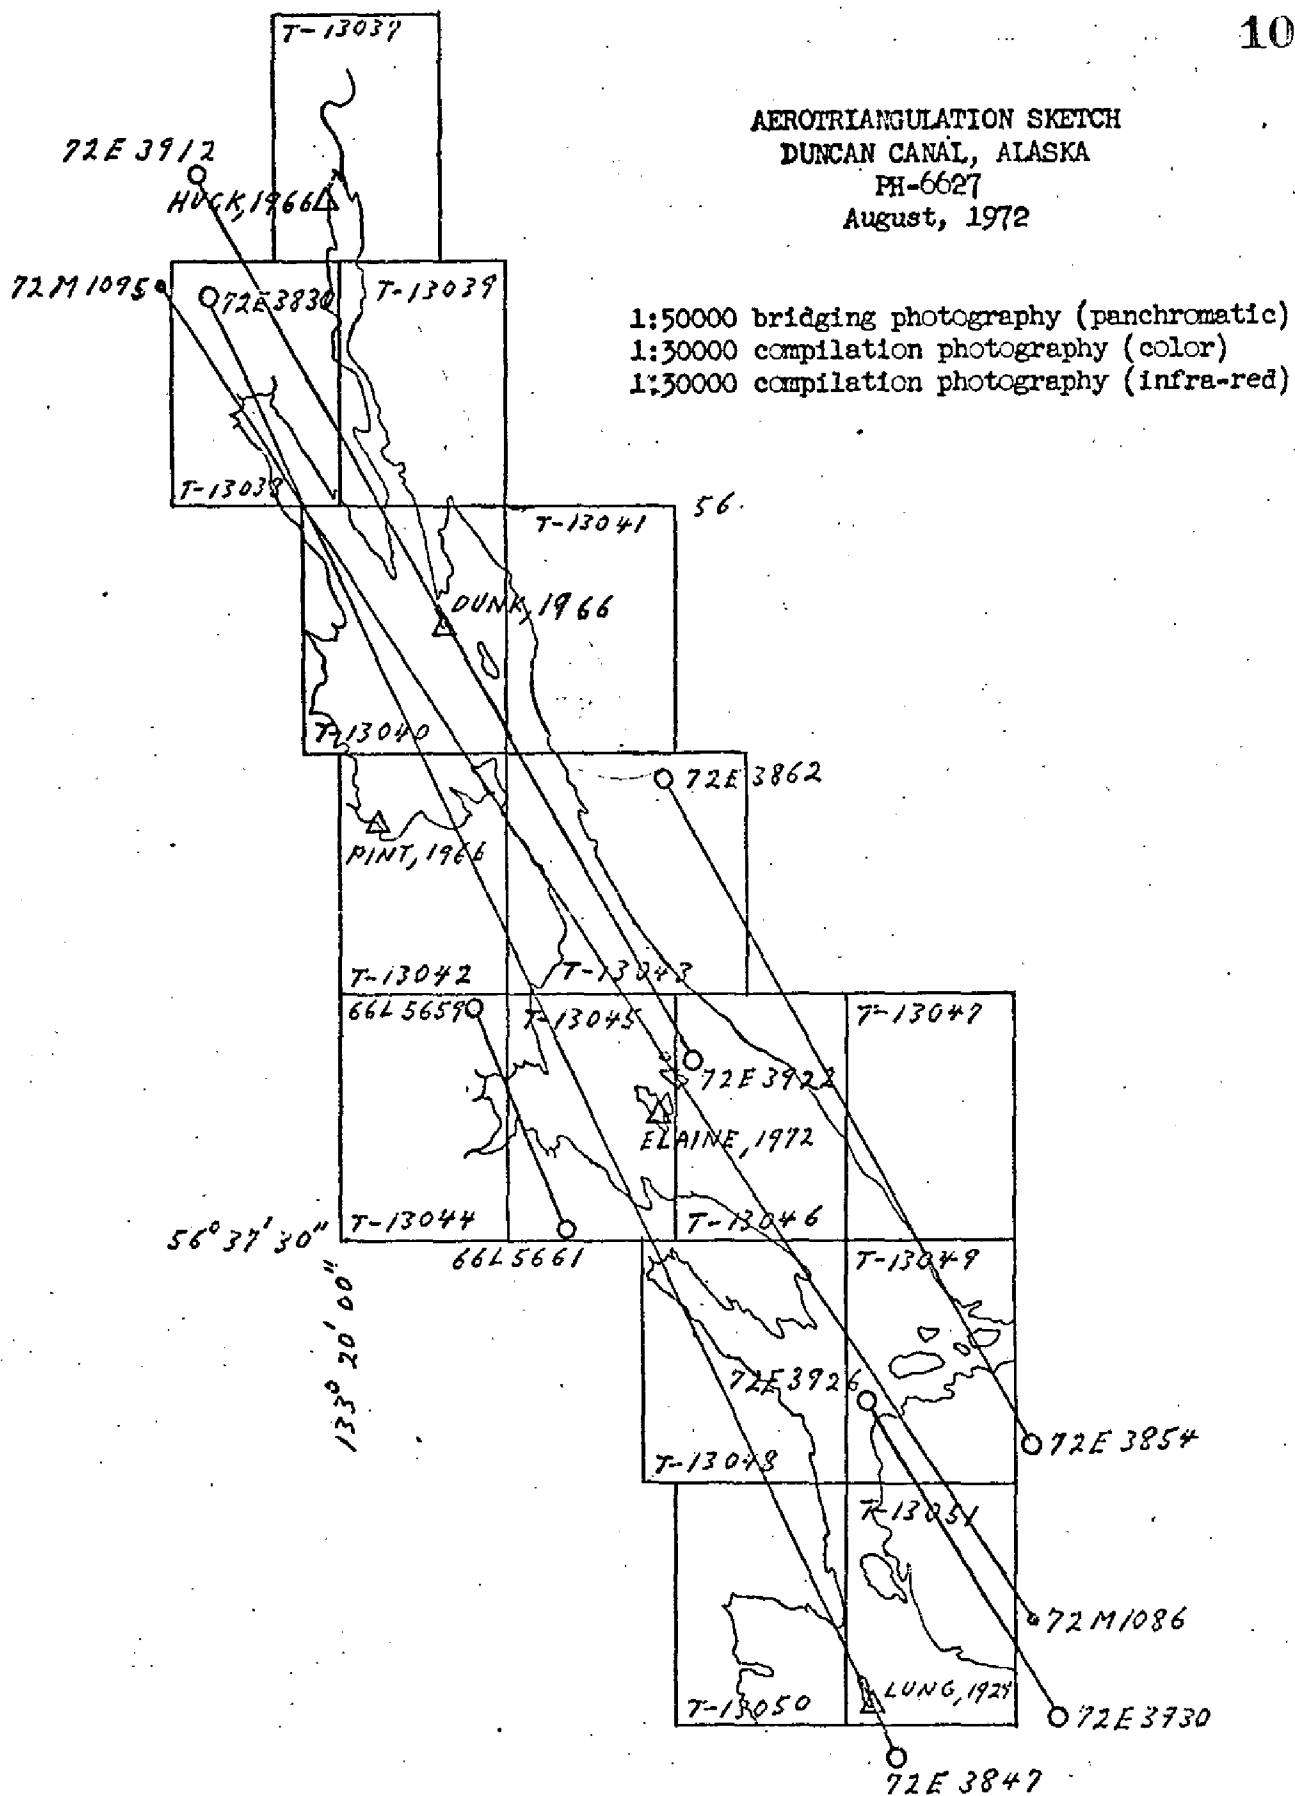 10
T-13037
AEROTRIANGULATION SKETCH
DUNCAN CANAL, ALASKA
PH-6627
August, 1972
72E 3912
HUCK, 1966
72M 1095
72E 3830
T-13039
1:50000 bridging photography (panchromatic)
1:30000 compilation photography (color)
1:30000 compilation photography (infra-red)
T-13038
56
T-13041
DUNK, 1966
T-13040
72E 3862
PINT, 1966
T-13042
T-13043
66L 5659
T-13045
T-13047
72E 3922
ELAINE, 1972
56° 37' 30"
T-13044
T-13046
66L 5661
T-13049
133° 20' 00"
72E 3926
72E 3854
T-13048
T-13051
72M 1086
T-13050
LUNG, 1924
72E 3730
72E 3847